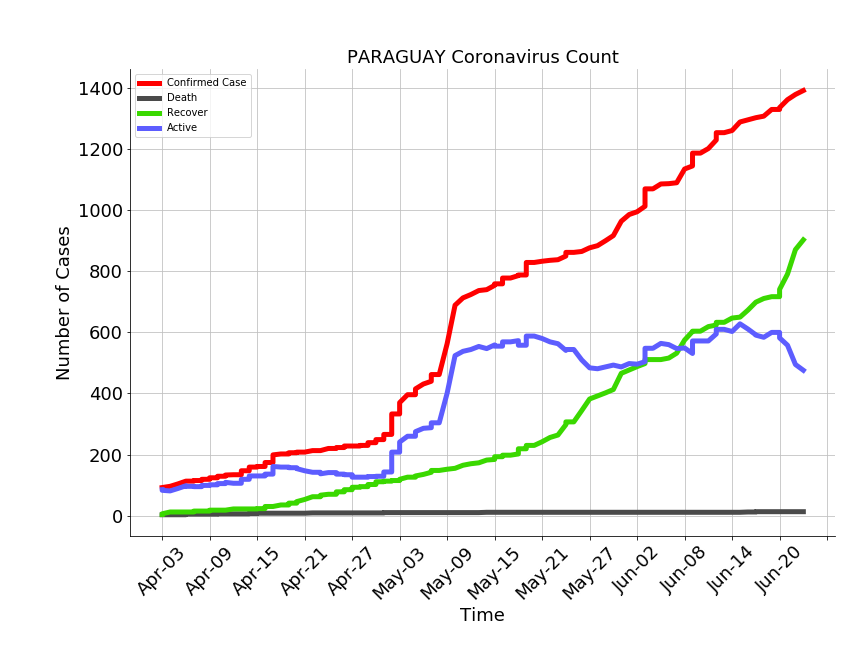 PARAGUAY Coronavirus Count
Confirmed Case
Death
Recover
Active
1400
1200
1000
800
600
400
200
0
Number of Cases
Apr-03
Apr-09
Apr-15
Apr-21
Apr-27
May-03
May-09
May-15
May-21
May-27
Jun-02
Jun-08
Jun-14
Jun-20
Time